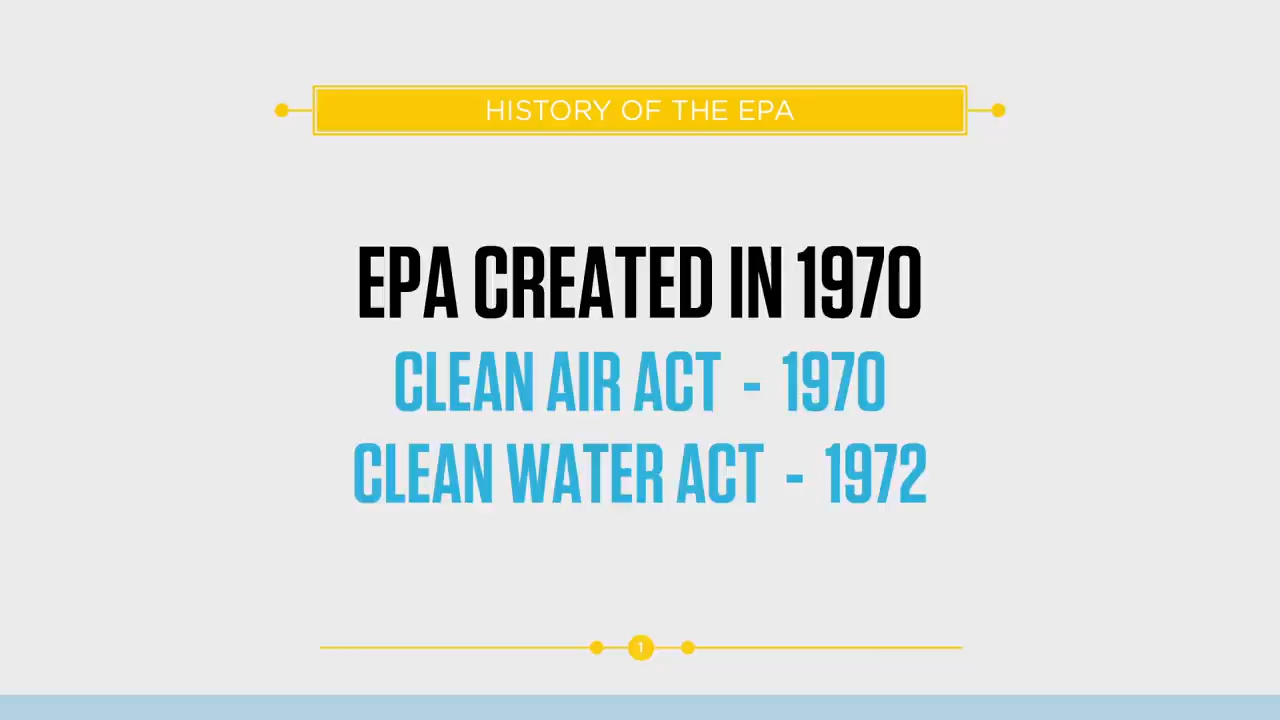 HISTORY OF THE EPA
EPA CREATED IN 1970
CLEAN AIR ACT - 1970
CLEAN WATER ACT - 1972
1